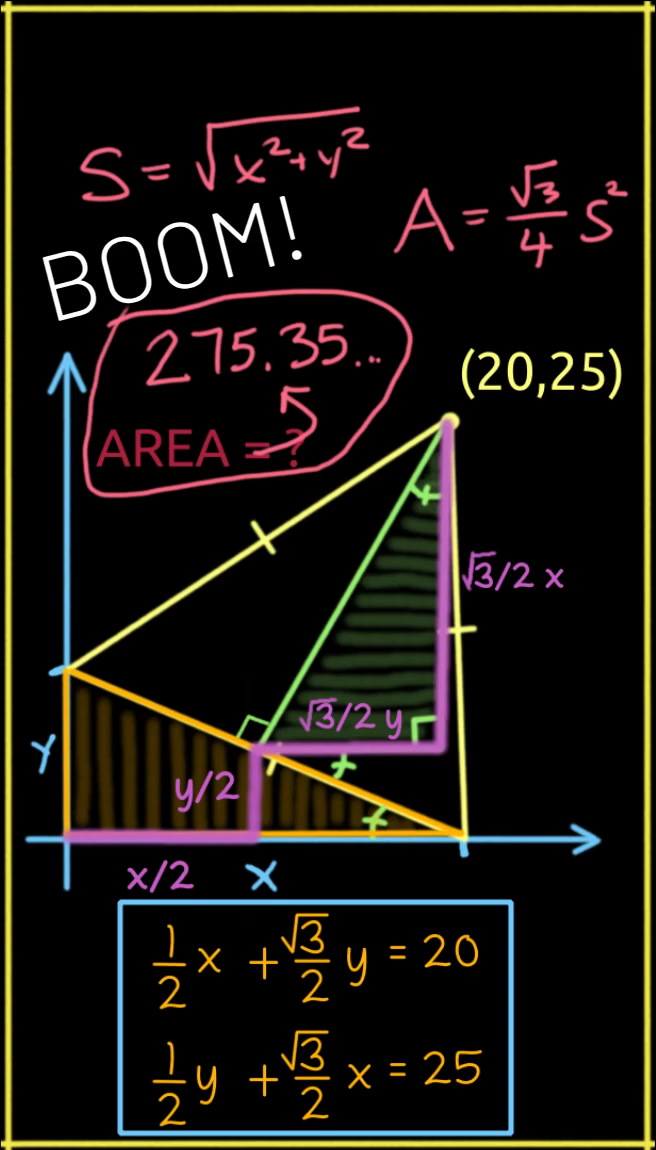 S = √(x²+y²)
A = √3/4 S²
BOOM!
275.35...
(20,25)
AREA = ?
√3/2 x
√3/2 y
Y
y/2
x/2
X
1/2 x + √3/2 y = 20
1/2 y + √3/2 x = 25